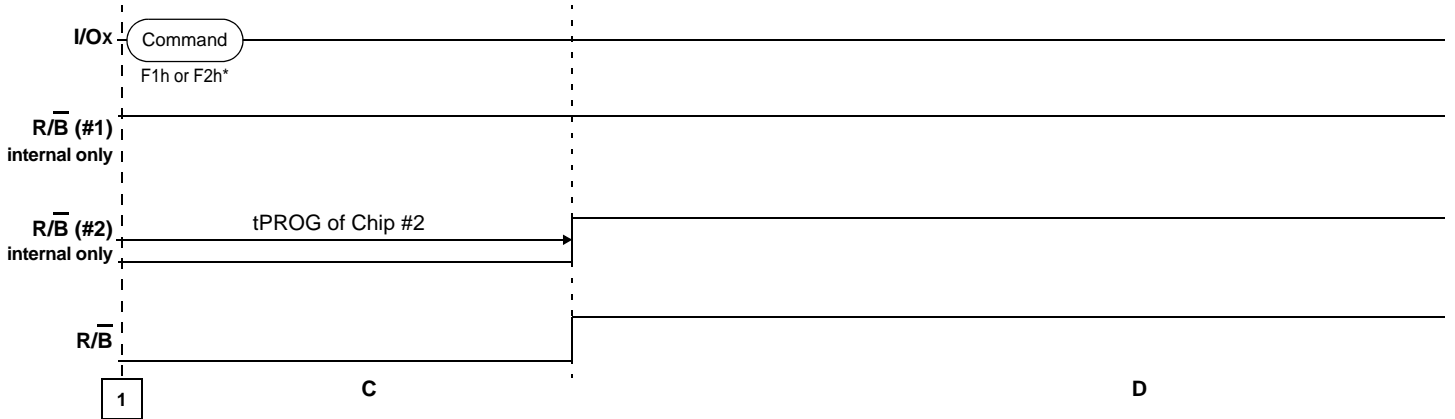 I/Ox
Command
F1h or F2h*
R/B̅ (#1)
internal only
tPROG of Chip #2
R/B̅ (#2)
internal only
R/B̅
1
C
D